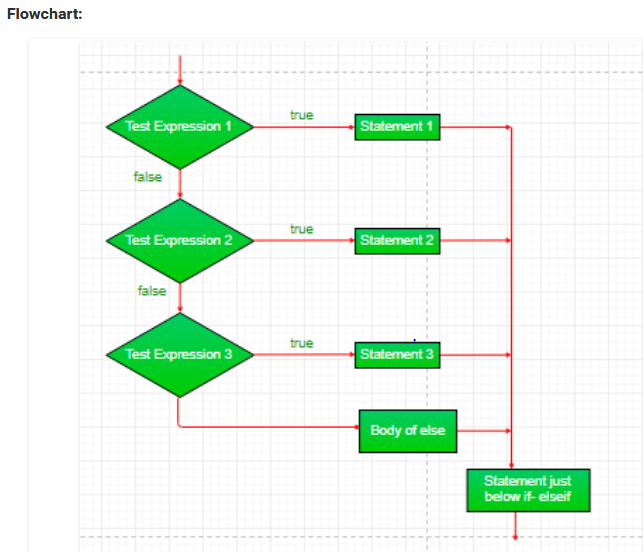 Flowchart:
Test Expression 1
true
Statement 1
false
Test Expression 2
true
Statement 2
false
Test Expression 3
true
Statement 3
Body of else
Statement just
below if- elseif